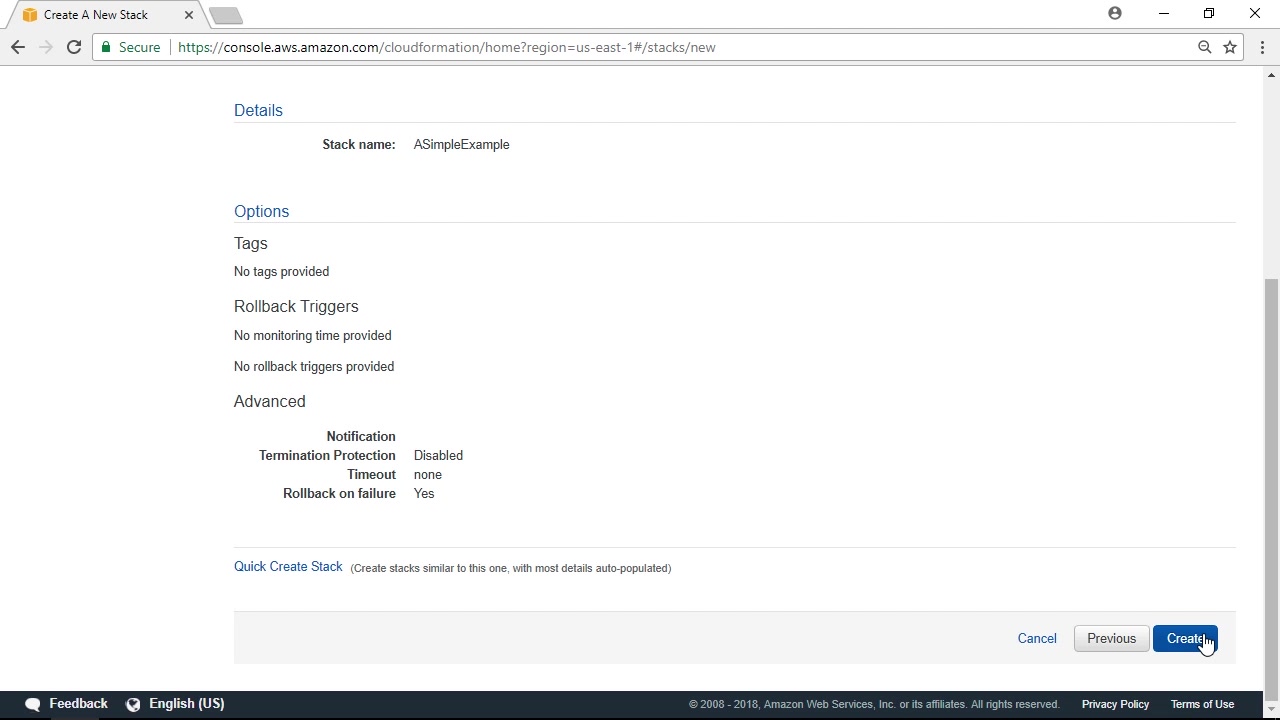 Create A New Stack
Secure https://console.aws.amazon.com/cloudformation/home?region=us-east-1#/stacks/new
Details
Stack name: ASimpleExample
Options
Tags
No tags provided
Rollback Triggers
No monitoring time provided
No rollback triggers provided
Advanced
Notification
Termination Protection Disabled
Timeout none
Rollback on failure Yes
Quick Create Stack (Create stacks similar to this one, with most details auto-populated)
Cancel Previous Create
Feedback English (US) © 2008 - 2018, Amazon Web Services, Inc. or its affiliates. All rights reserved. Privacy Policy Terms of Use